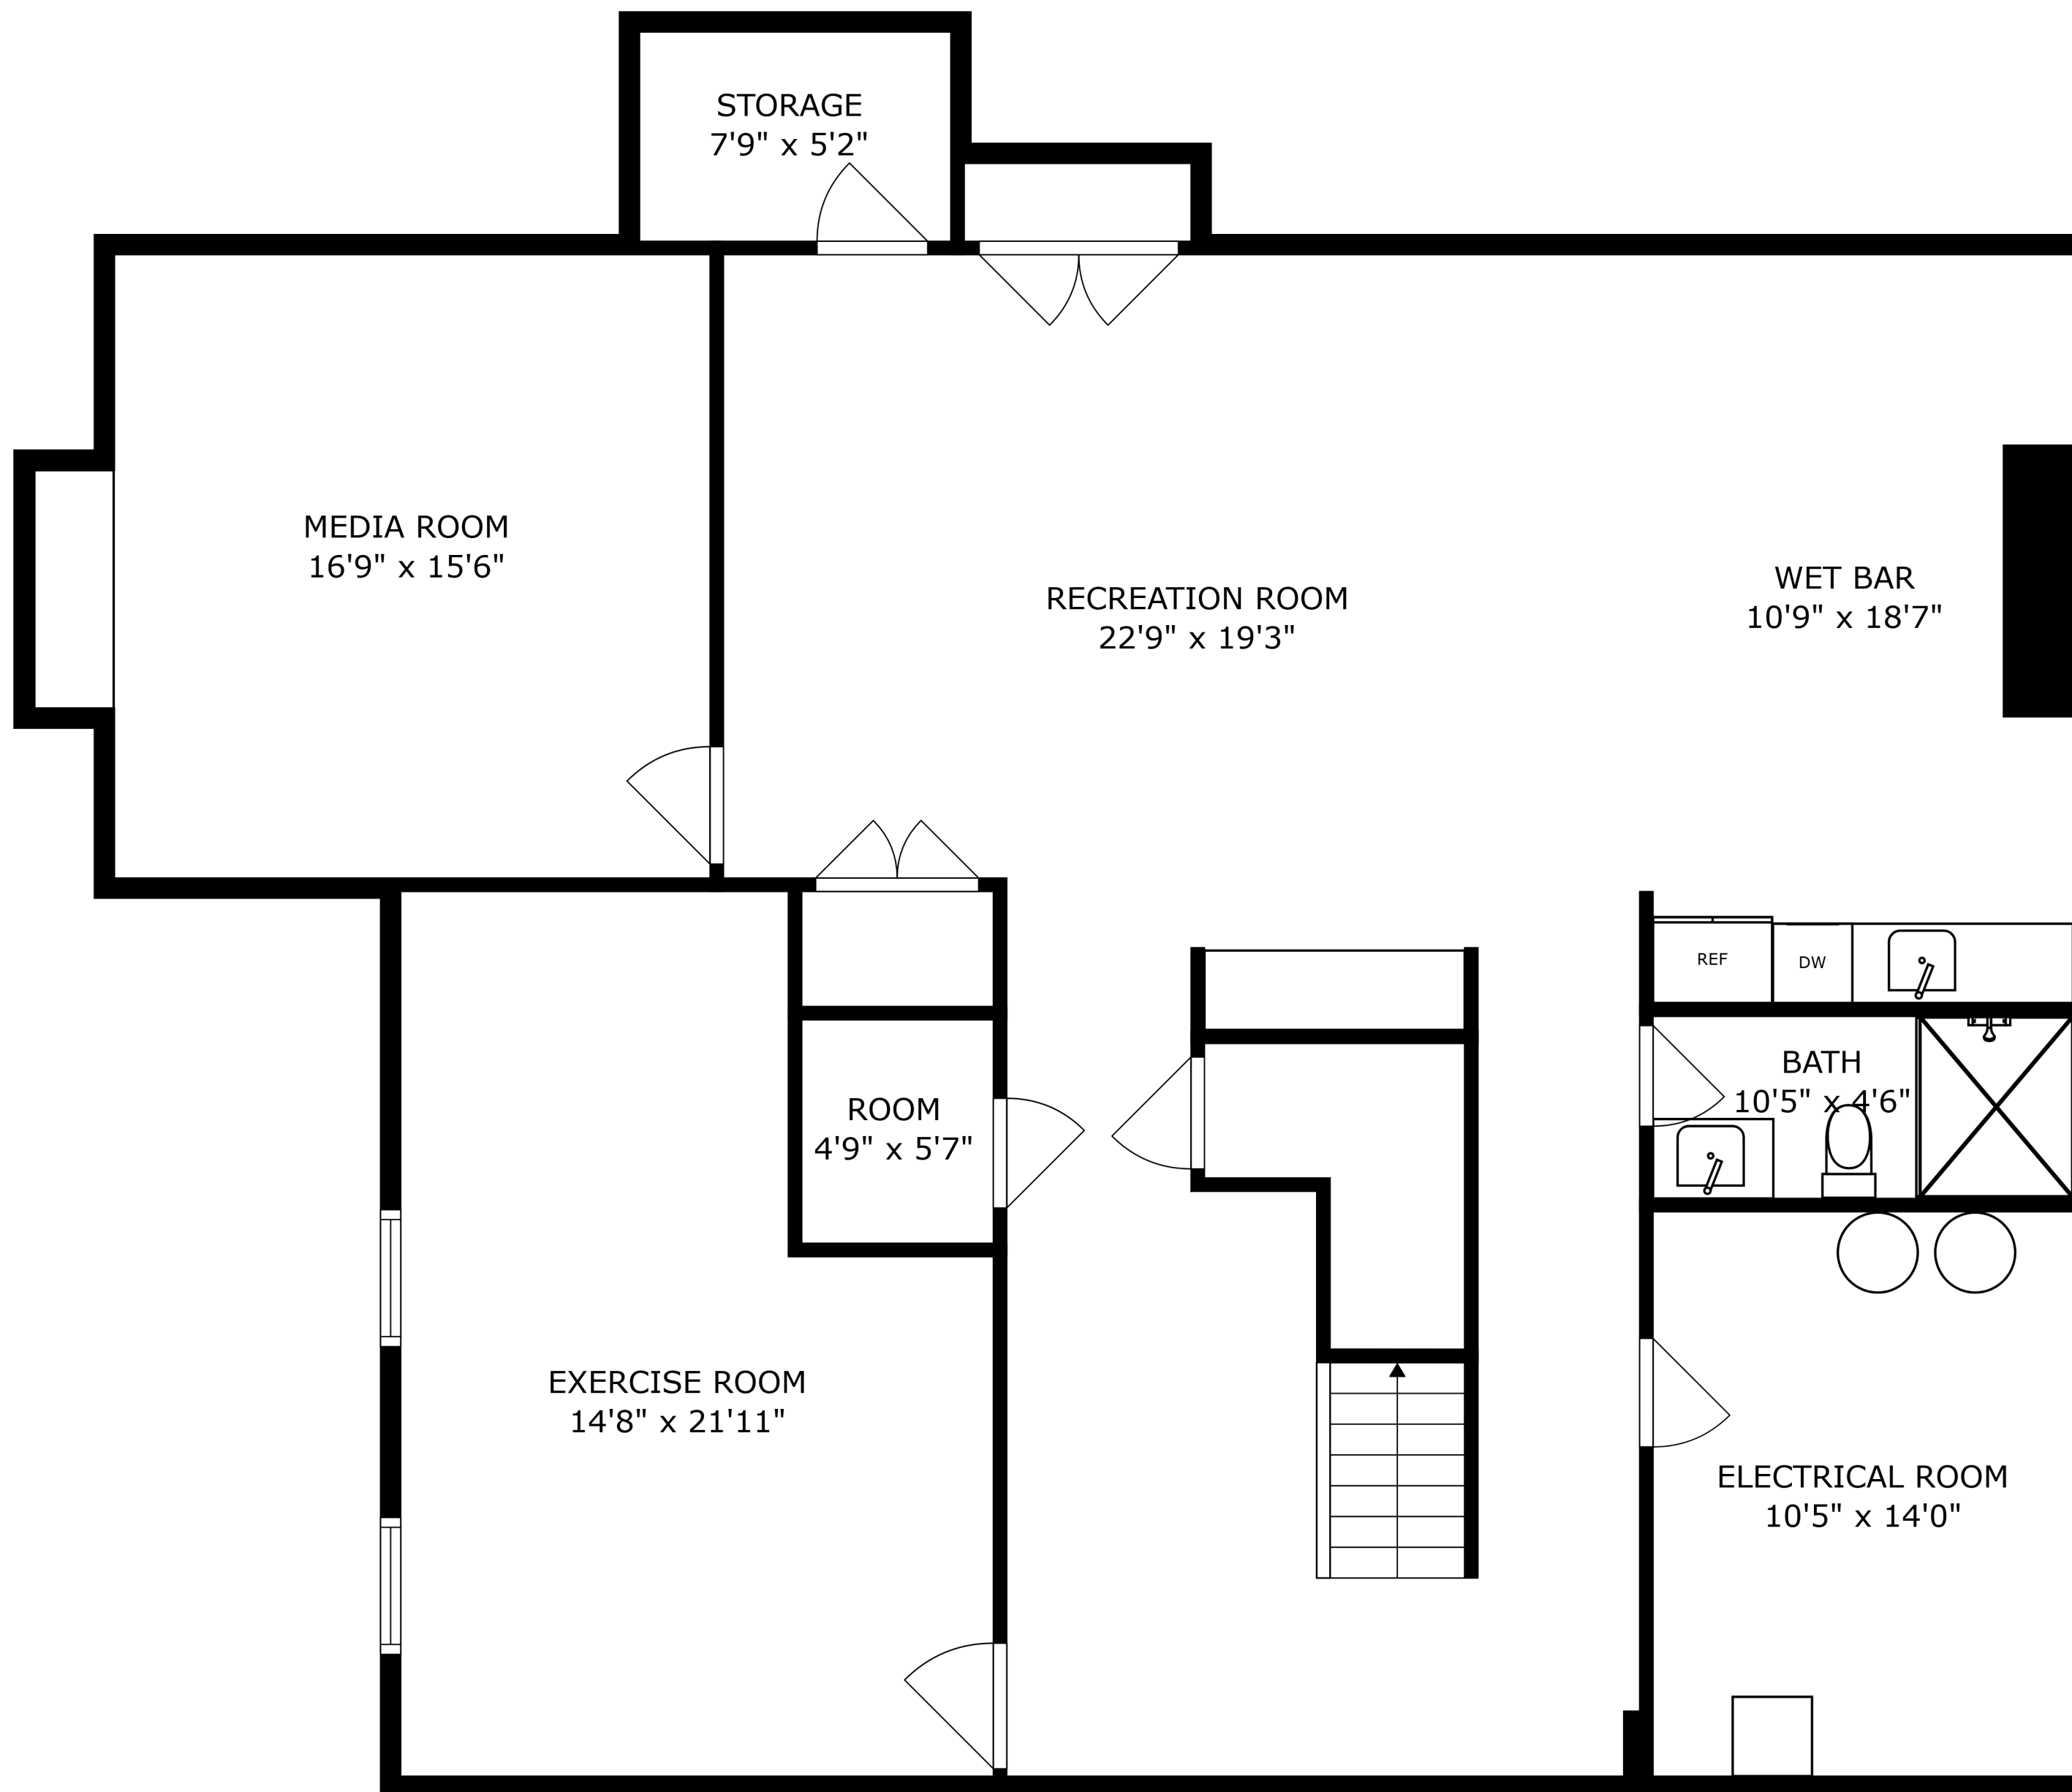 STORAGE
7'9" x 5'2"
MEDIA ROOM
16'9" x 15'6"
RECREATION ROOM
22'9" x 19'3"
WET BAR
10'9" x 18'7"
REF
DW
BATH
10'5" x 4'6"
ROOM
4'9" x 5'7"
EXERCISE ROOM
14'8" x 21'11"
ELECTRICAL ROOM
10'5" x 14'0"